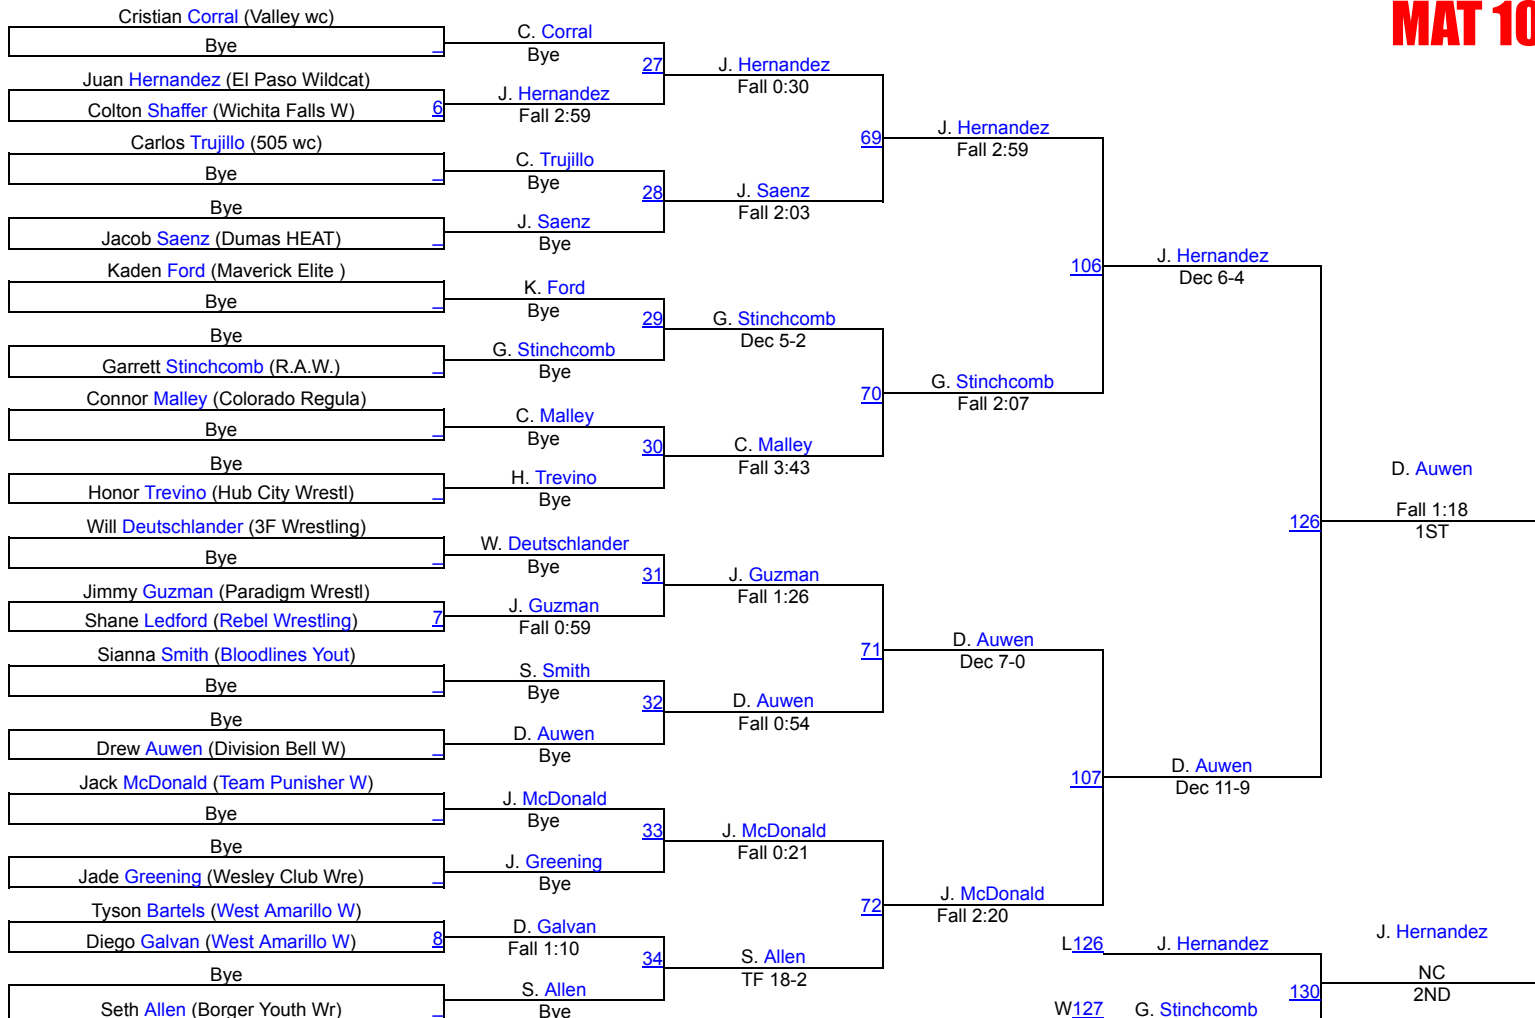 MAT 10
Cristian Corral (Valley wc)
Bye
Juan Hernandez (El Paso Wildcat)
Colton Shaffer (Wichita Falls W)
6
Carlos Trujillo (505 wc)
Bye
Bye
Jacob Saenz (Dumas HEAT)
Kaden Ford (Maverick Elite )
Bye
Bye
Garrett Stinchcomb (R.A.W.)
Connor Malley (Colorado Regula)
Bye
Bye
Honor Trevino (Hub City Wrestl)
Will Deutschlander (3F Wrestling)
Bye
Jimmy Guzman (Paradigm Wrestl)
Shane Ledford (Rebel Wrestling)
7
Sianna Smith (Bloodlines Yout)
Bye
Bye
Drew Auwen (Division Bell W)
Jack McDonald (Team Punisher W)
Bye
Bye
Jade Greening (Wesley Club Wre)
Tyson Bartels (West Amarillo W)
Diego Galvan (West Amarillo W)
8
Bye
Seth Allen (Borger Youth Wr)
C. Corral
Bye
27
J. Hernandez
Fall 2:59
C. Trujillo
Bye
28
J. Saenz
Bye
K. Ford
Bye
29
G. Stinchcomb
Bye
C. Malley
Bye
30
H. Trevino
Bye
W. Deutschlander
Bye
31
J. Guzman
Fall 0:59
S. Smith
Bye
32
D. Auwen
Bye
J. McDonald
Bye
33
J. Greening
Bye
D. Galvan
Fall 1:10
34
S. Allen
Bye
J. Hernandez
Fall 0:30
69
J. Saenz
Fall 2:03
G. Stinchcomb
Dec 5-2
70
C. Malley
Fall 3:43
J. Guzman
Fall 1:26
71
D. Auwen
Fall 0:54
J. McDonald
Fall 0:21
72
S. Allen
TF 18-2
J. Hernandez
Fall 2:59
106
G. Stinchcomb
Fall 2:07
D. Auwen
Dec 7-0
107
J. McDonald
Fall 2:20
J. Hernandez
Dec 6-4
126
D. Auwen
Dec 11-9
D. Auwen
Fall 1:18
1ST
L126 J. Hernandez
130
W127 G. Stinchcomb
J. Hernandez
NC
2ND